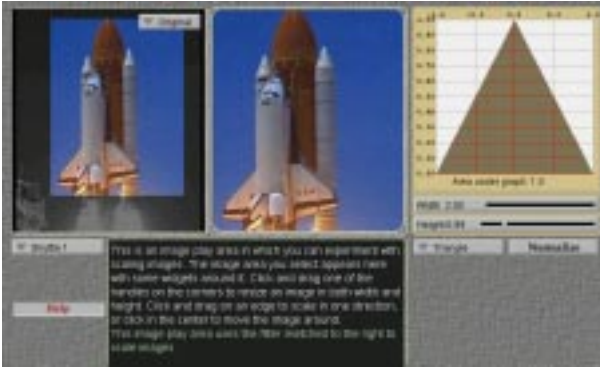 Original
Area under graph: 1.0
Width: 2.00
Height: 0.99
Shuttle 1
Triangle
Normalize
Help
This is an image play area in which you can experiment with
scaling images. The image area you select appears here
with some widgets around it. Click and drag one of the
handles on the corners to resize an image in both width and
height. Click and drag on an edge to scale in one direction,
or click in the center to move the image around.
This image play area uses the filter sketched to the right to
scale images.